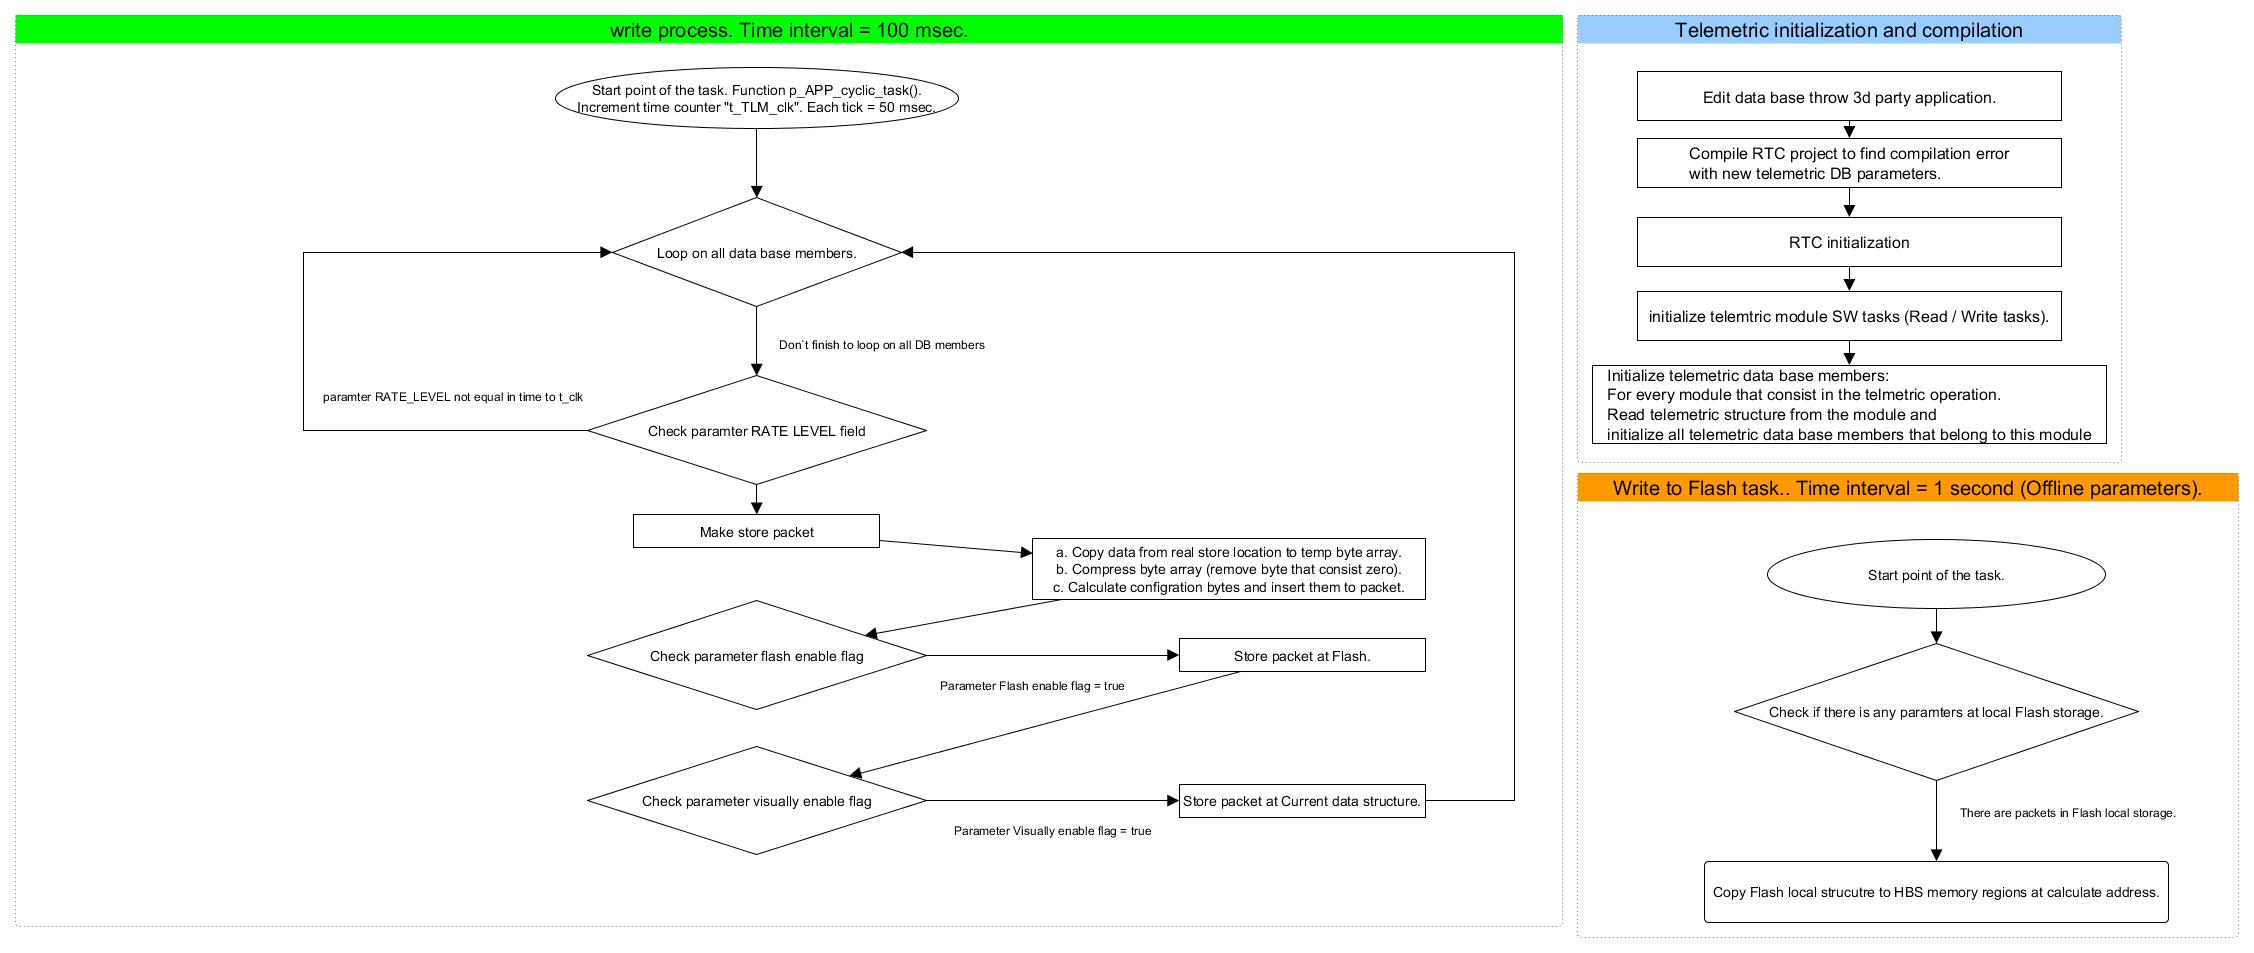 write process. Time interval = 100 msec.
Start point of the task. Function p_APP_cyclic_task().
Increment time counter "t_TLM_clk". Each tick = 50 msec.
Loop on all data base members.
Don`t finish to loop on all DB members
paramter RATE_LEVEL not equal in time to t_clk
Check paramter RATE LEVEL field
Make store packet
a. Copy data from real store location to temp byte array.
b. Compress byte array (remove byte that consist zero).
c. Calculate configration bytes and insert them to packet.
Check parameter flash enable flag
Store packet at Flash.
Parameter Flash enable flag = true
Check parameter visually enable flag
Store packet at Current data structure.
Parameter Visually enable flag = true
Telemetric initialization and compilation
Edit data base throw 3d party application.
Compile RTC project to find compilation error
with new telemetric DB parameters.
RTC initialization
initialize telemtric module SW tasks (Read / Write tasks).
Initialize telemetric data base members:
For every module that consist in the telmetric operation.
Read telemetric structure from the module and
initialize all telemetric data base members that belong to this module
Write to Flash task.. Time interval = 1 second (Offline parameters).
Start point of the task.
Check if there is any paramters at local Flash storage.
There are packets in Flash local storage.
Copy Flash local strucutre to HBS memory regions at calculate address.